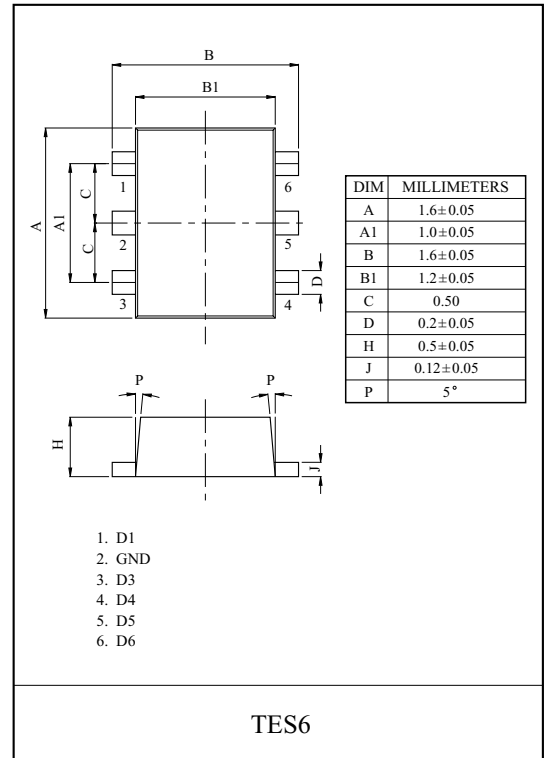 B
B1
A
A1
C
C
1
2
3
6
5
4
D
P
P
H
J
DIM MILLIMETERS
A 1.6±0.05
A1 1.0±0.05
B 1.6±0.05
B1 1.2±0.05
C 0.50
D 0.2±0.05
H 0.5±0.05
J 0.12±0.05
P 5°
1. D1
2. GND
3. D3
4. D4
5. D5
6. D6
TES6